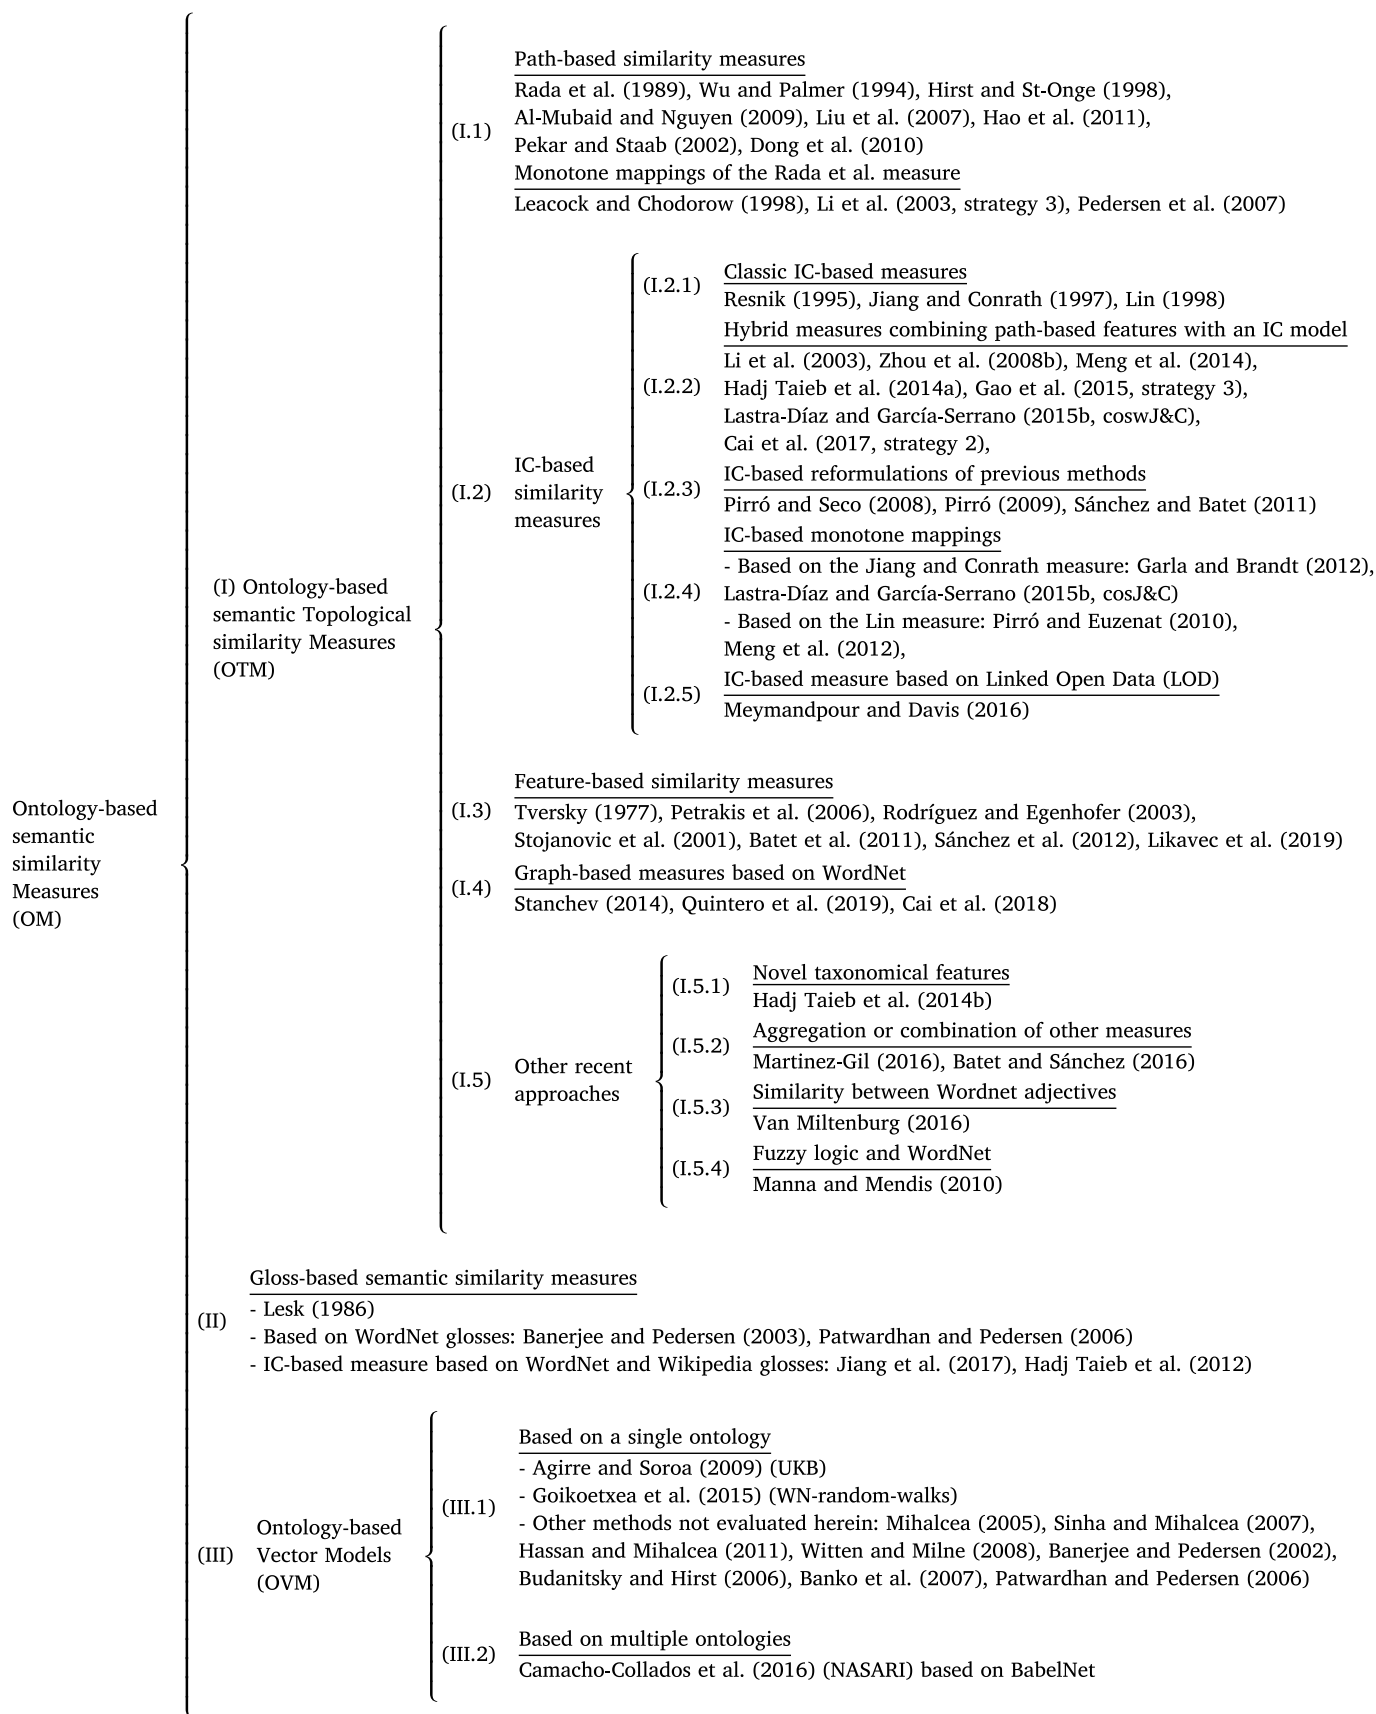 Ontology-based
semantic
similarity
Measures
(OM)
(I) Ontology-based
semantic Topological
similarity Measures
(OTM)
(I.1)
Path-based similarity measures
Rada et al. (1989), Wu and Palmer (1994), Hirst and St-Onge (1998),
Al-Mubaid and Nguyen (2009), Liu et al. (2007), Hao et al. (2011),
Pekar and Staab (2002), Dong et al. (2010)
Monotone mappings of the Rada et al. measure
Leacock and Chodorow (1998), Li et al. (2003, strategy 3), Pedersen et al. (2007)
(I.2)
IC-based
similarity
measures
(I.2.1)
Classic IC-based measures
Resnik (1995), Jiang and Conrath (1997), Lin (1998)
(I.2.2)
Hybrid measures combining path-based features with an IC model
Li et al. (2003), Zhou et al. (2008b), Meng et al. (2014),
Hadj Taieb et al. (2014a), Gao et al. (2015, strategy 3),
Lastra-Díaz and García-Serrano (2015b, coswJ&C),
Cai et al. (2017, strategy 2),
(I.2.3)
IC-based reformulations of previous methods
Pirró and Seco (2008), Pirró (2009), Sánchez and Batet (2011)
(I.2.4)
IC-based monotone mappings
- Based on the Jiang and Conrath measure: Garla and Brandt (2012),
Lastra-Díaz and García-Serrano (2015b, cosJ&C)
- Based on the Lin measure: Pirró and Euzenat (2010),
Meng et al. (2012),
(I.2.5)
IC-based measure based on Linked Open Data (LOD)
Meymandpour and Davis (2016)
(I.3)
Feature-based similarity measures
Tversky (1977), Petrakis et al. (2006), Rodríguez and Egenhofer (2003),
Stojanovic et al. (2001), Batet et al. (2011), Sánchez et al. (2012), Likavec et al. (2019)
(I.4)
Graph-based measures based on WordNet
Stanchev (2014), Quintero et al. (2019), Cai et al. (2018)
(I.5)
Other recent
approaches
(I.5.1)
Novel taxonomical features
Hadj Taieb et al. (2014b)
(I.5.2)
Aggregation or combination of other measures
Martinez-Gil (2016), Batet and Sánchez (2016)
(I.5.3)
Similarity between Wordnet adjectives
Van Miltenburg (2016)
(I.5.4)
Fuzzy logic and WordNet
Manna and Mendis (2010)
(II)
Gloss-based semantic similarity measures
- Lesk (1986)
- Based on WordNet glosses: Banerjee and Pedersen (2003), Patwardhan and Pedersen (2006)
- IC-based measure based on WordNet and Wikipedia glosses: Jiang et al. (2017), Hadj Taieb et al. (2012)
(III)
Ontology-based
Vector Models
(OVM)
(III.1)
Based on a single ontology
- Agirre and Soroa (2009) (UKB)
- Goikoetxea et al. (2015) (WN-random-walks)
- Other methods not evaluated herein: Mihalcea (2005), Sinha and Mihalcea (2007),
Hassan and Mihalcea (2011), Witten and Milne (2008), Banerjee and Pedersen (2002),
Budanitsky and Hirst (2006), Banko et al. (2007), Patwardhan and Pedersen (2006)
(III.2)
Based on multiple ontologies
Camacho-Collados et al. (2016) (NASARI) based on BabelNet